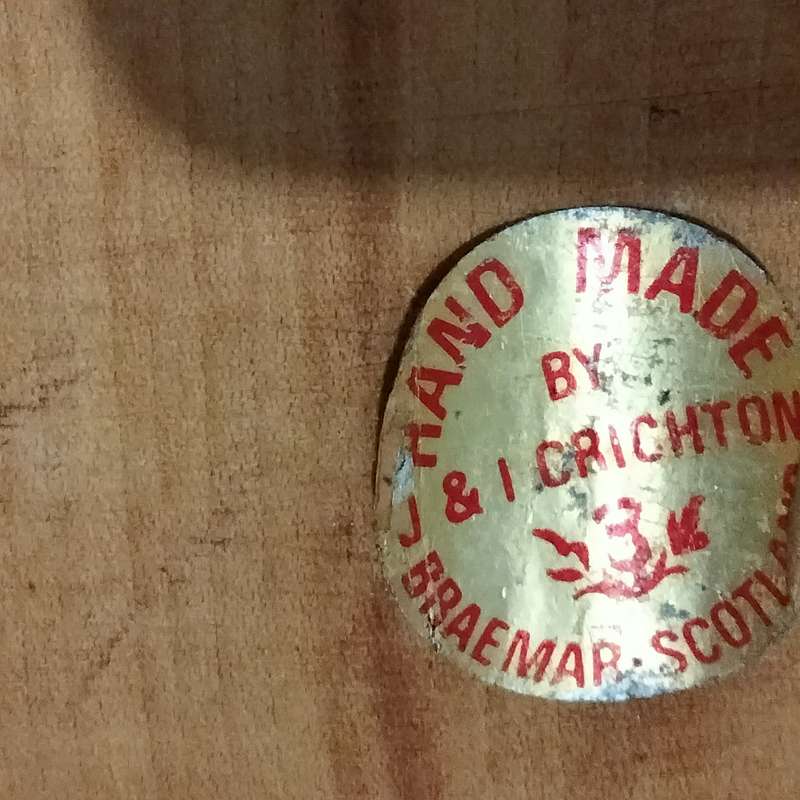 HAND MADE
BY
J & I CRICHTON
BRAEMAR·SCOTLAND